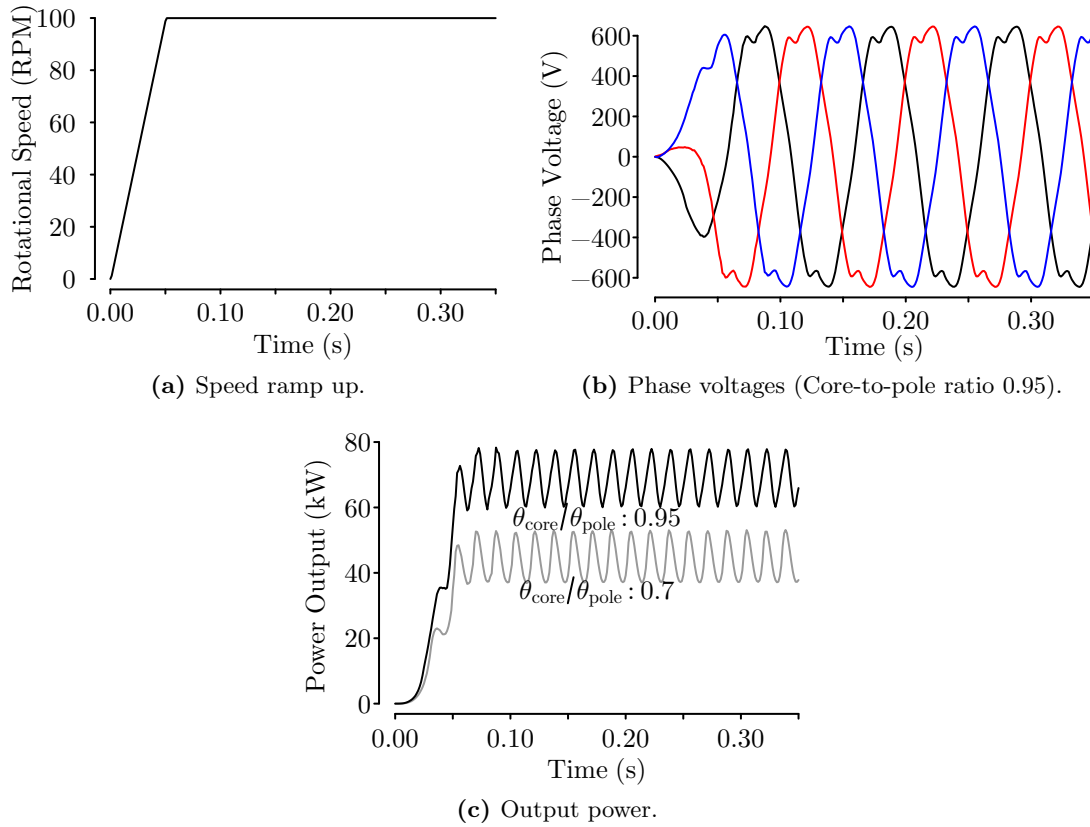 100
80
60
40
20
0
Rotational Speed (RPM)
0.00 0.10 0.20 0.30
Time (s)
(a) Speed ramp up.
600
400
200
0
−200
−400
−600
Phase Voltage (V)
0.00 0.10 0.20 0.30
Time (s)
(b) Phase voltages (Core-to-pole ratio 0.95).
80
60
40
20
0
Power Output (kW)
θcore/θpole : 0.95
θcore/θpole : 0.7
0.00 0.10 0.20 0.30
Time (s)
(c) Output power.